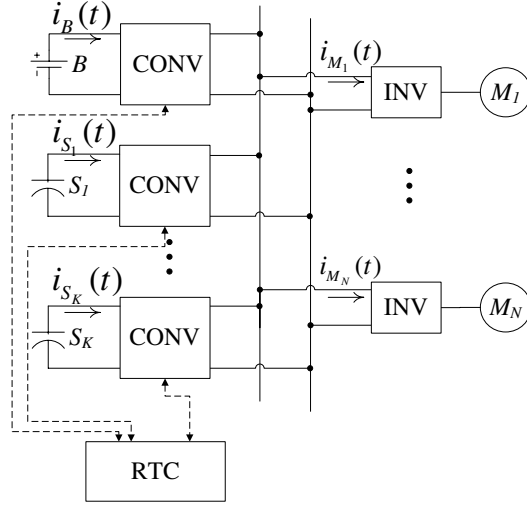 i_B(t)
+
-
B
CONV
i_{M_1}(t)
INV
M_1
i_{S_1}(t)
S_1
CONV
i_{S_K}(t)
S_K
CONV
i_{M_N}(t)
INV
M_N
RTC